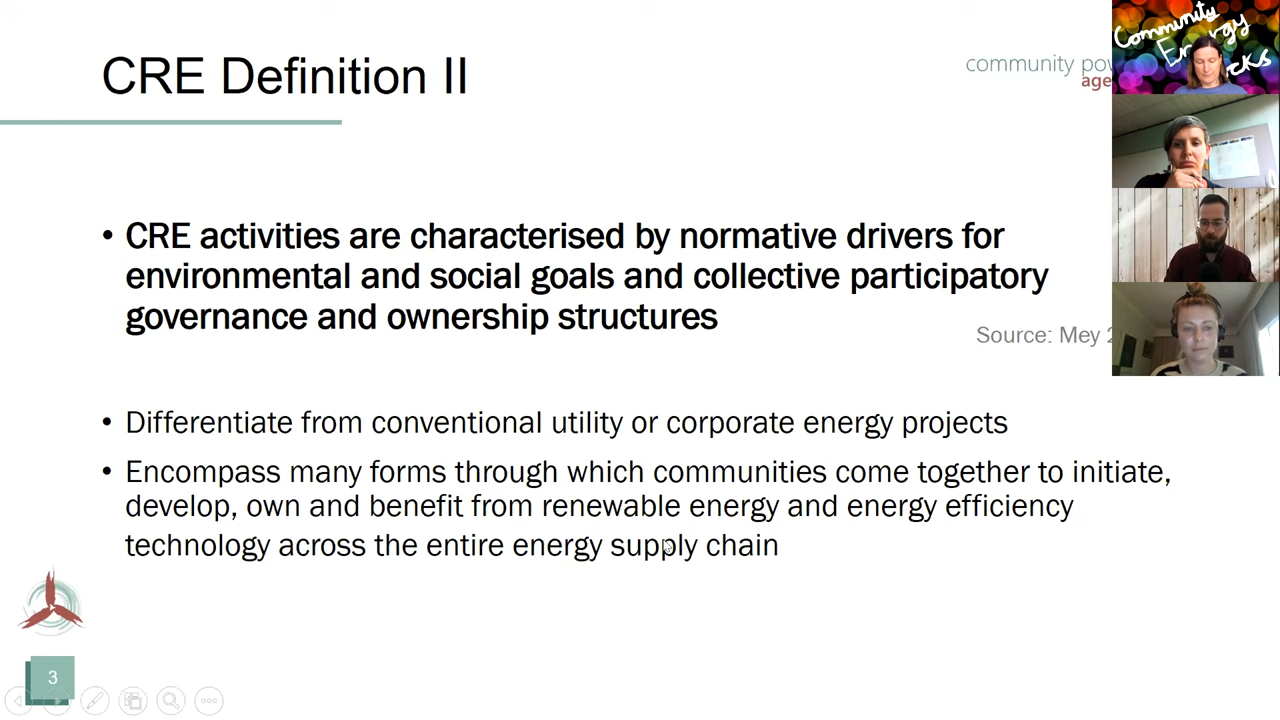 CRE Definition II
community
• CRE activities are characterised by normative drivers for
environmental and social goals and collective participatory
governance and ownership structures
Source: Mey
• Differentiate from conventional utility or corporate energy projects
• Encompass many forms through which communities come together to initiate,
develop, own and benefit from renewable energy and energy efficiency
technology across the entire energy supply chain
3
Community